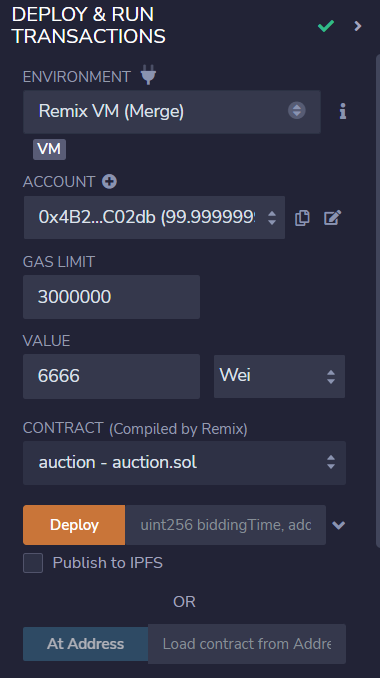 DEPLOY & RUN
TRANSACTIONS
ENVIRONMENT
Remix VM (Merge)
VM
ACCOUNT
0x4B2...C02db (99.9999999
GAS LIMIT
3000000
VALUE
6666
Wei
CONTRACT (Compiled by Remix)
auction - auction.sol
Deploy
uint256 biddingTime, adc
Publish to IPFS
OR
At Address
Load contract from Addre